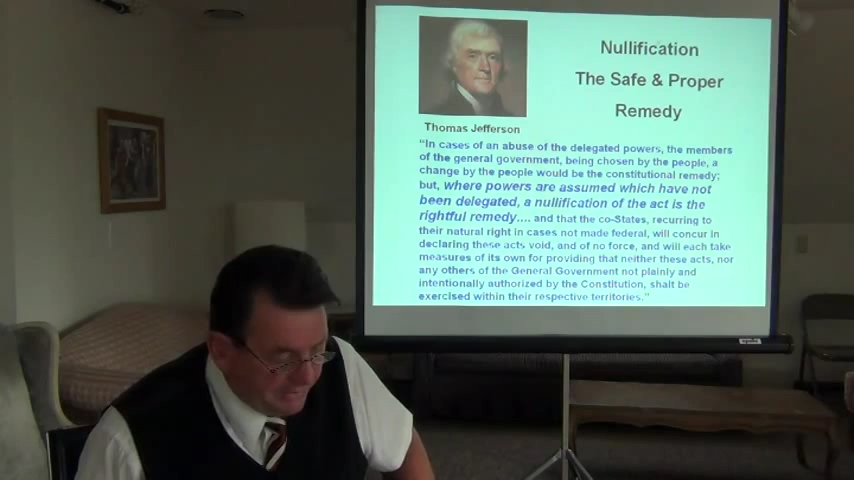 Nullification
The Safe & Proper
Remedy
Thomas Jefferson
"In cases of an abuse of the delegated powers, the members
of the general government, being chosen by the people, a
change by the people would be the constitutional remedy;
but, where powers are assumed which have not
been delegated, a nullification of the act is the
rightful remedy.... and that the co-States, recurring to
their natural right in cases not made federal, will concur in
declaring these acts void, and of no force, and will each take
measures of its own for providing that neither these acts, nor
any others of the General Government not plainly and
intentionally authorized by the Constitution, shalt be
exercised within their respective territories."